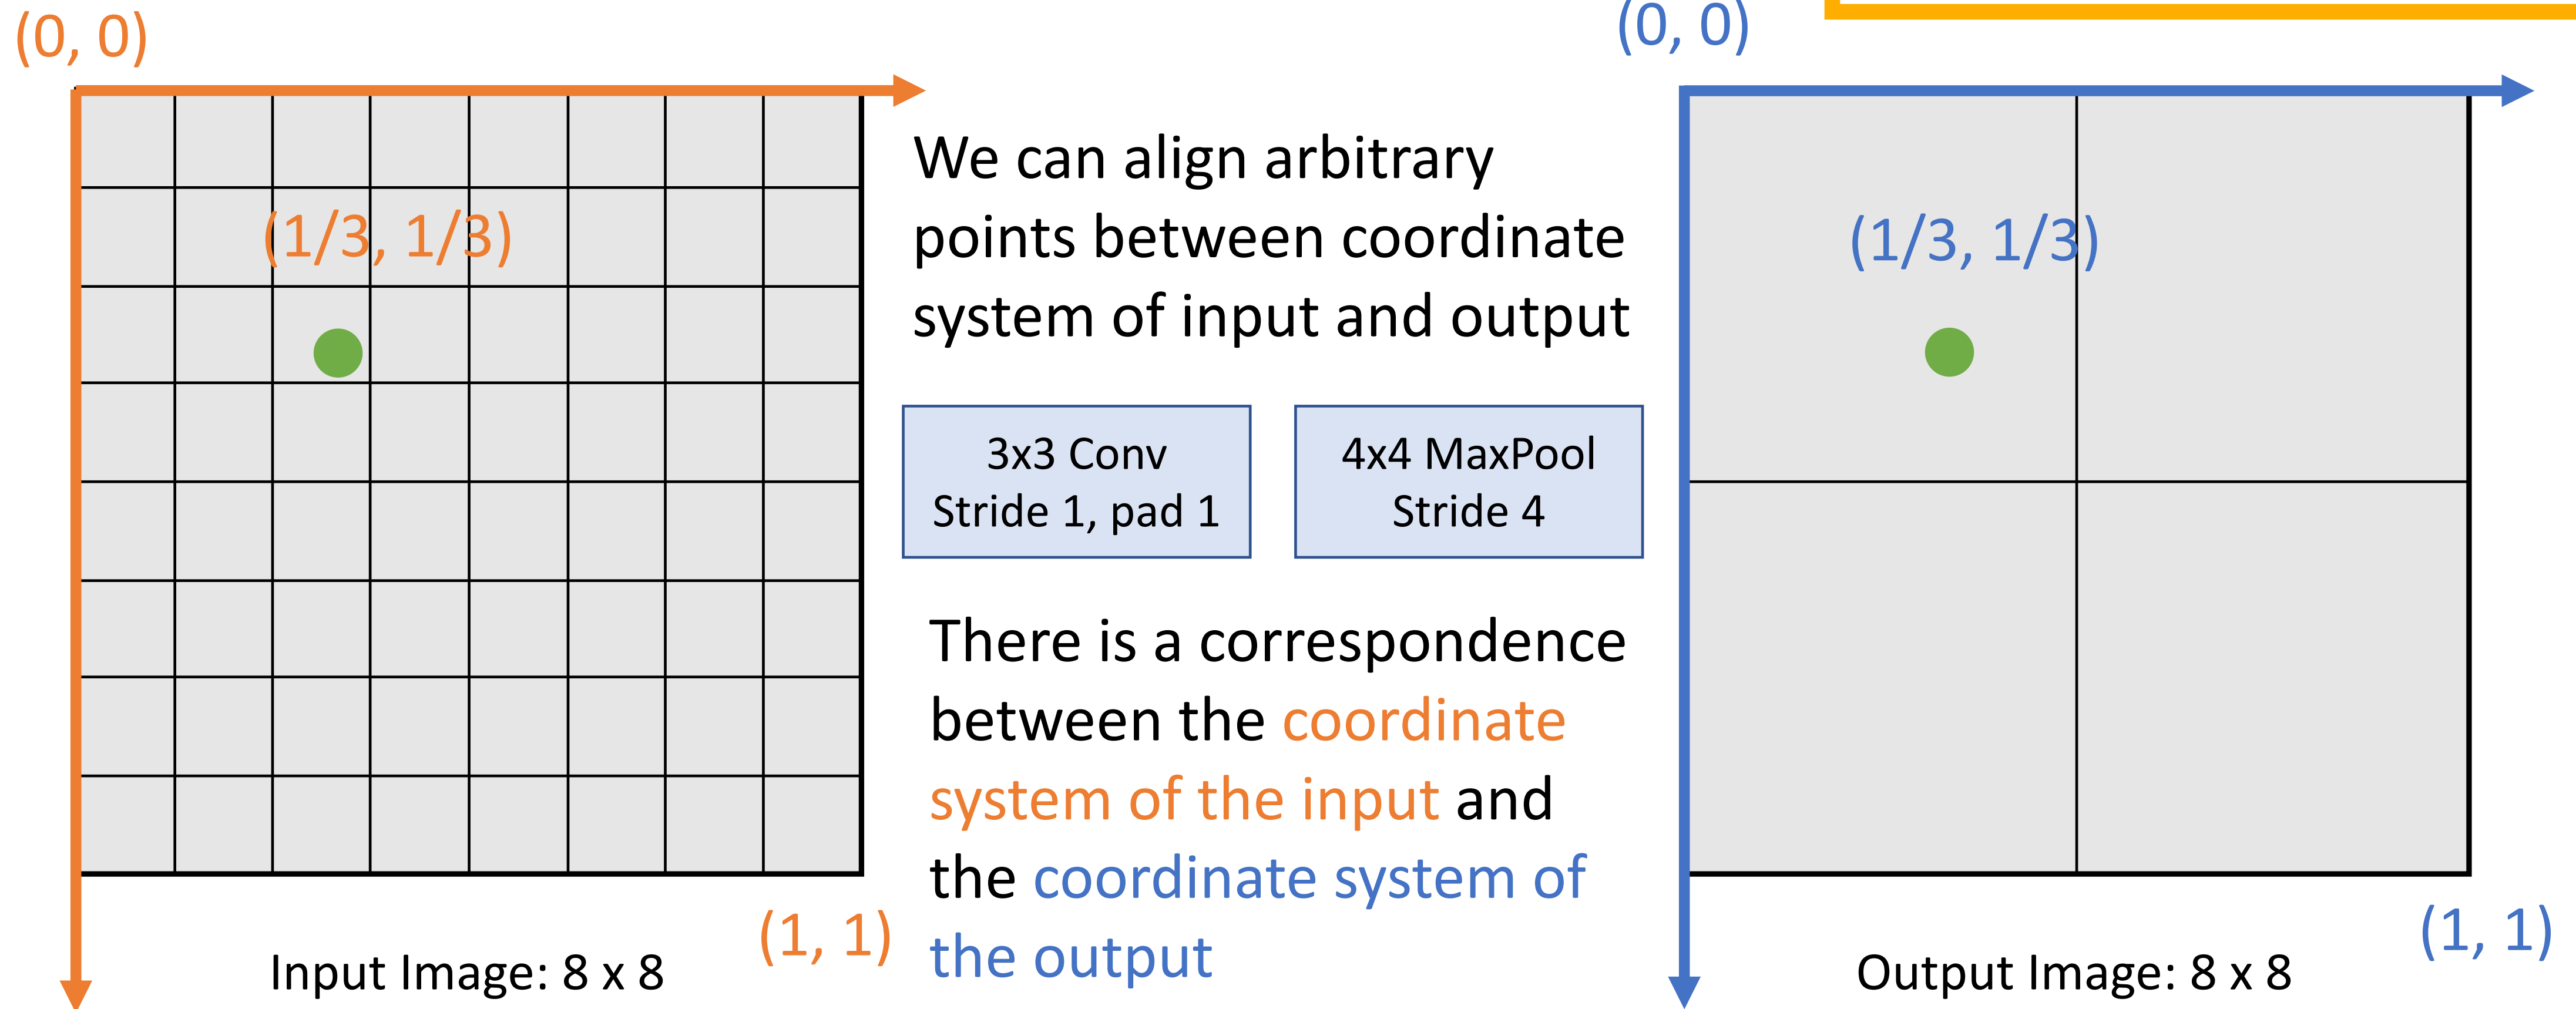 (0, 0)
(1/3, 1/3)
(1, 1)
Input Image: 8 x 8
We can align arbitrary
points between coordinate
system of input and output
3x3 Conv
Stride 1, pad 1
4x4 MaxPool
Stride 4
There is a correspondence
between the coordinate
system of the input and
the coordinate system of
the output
(0, 0)
(1/3, 1/3)
(1, 1)
Output Image: 8 x 8